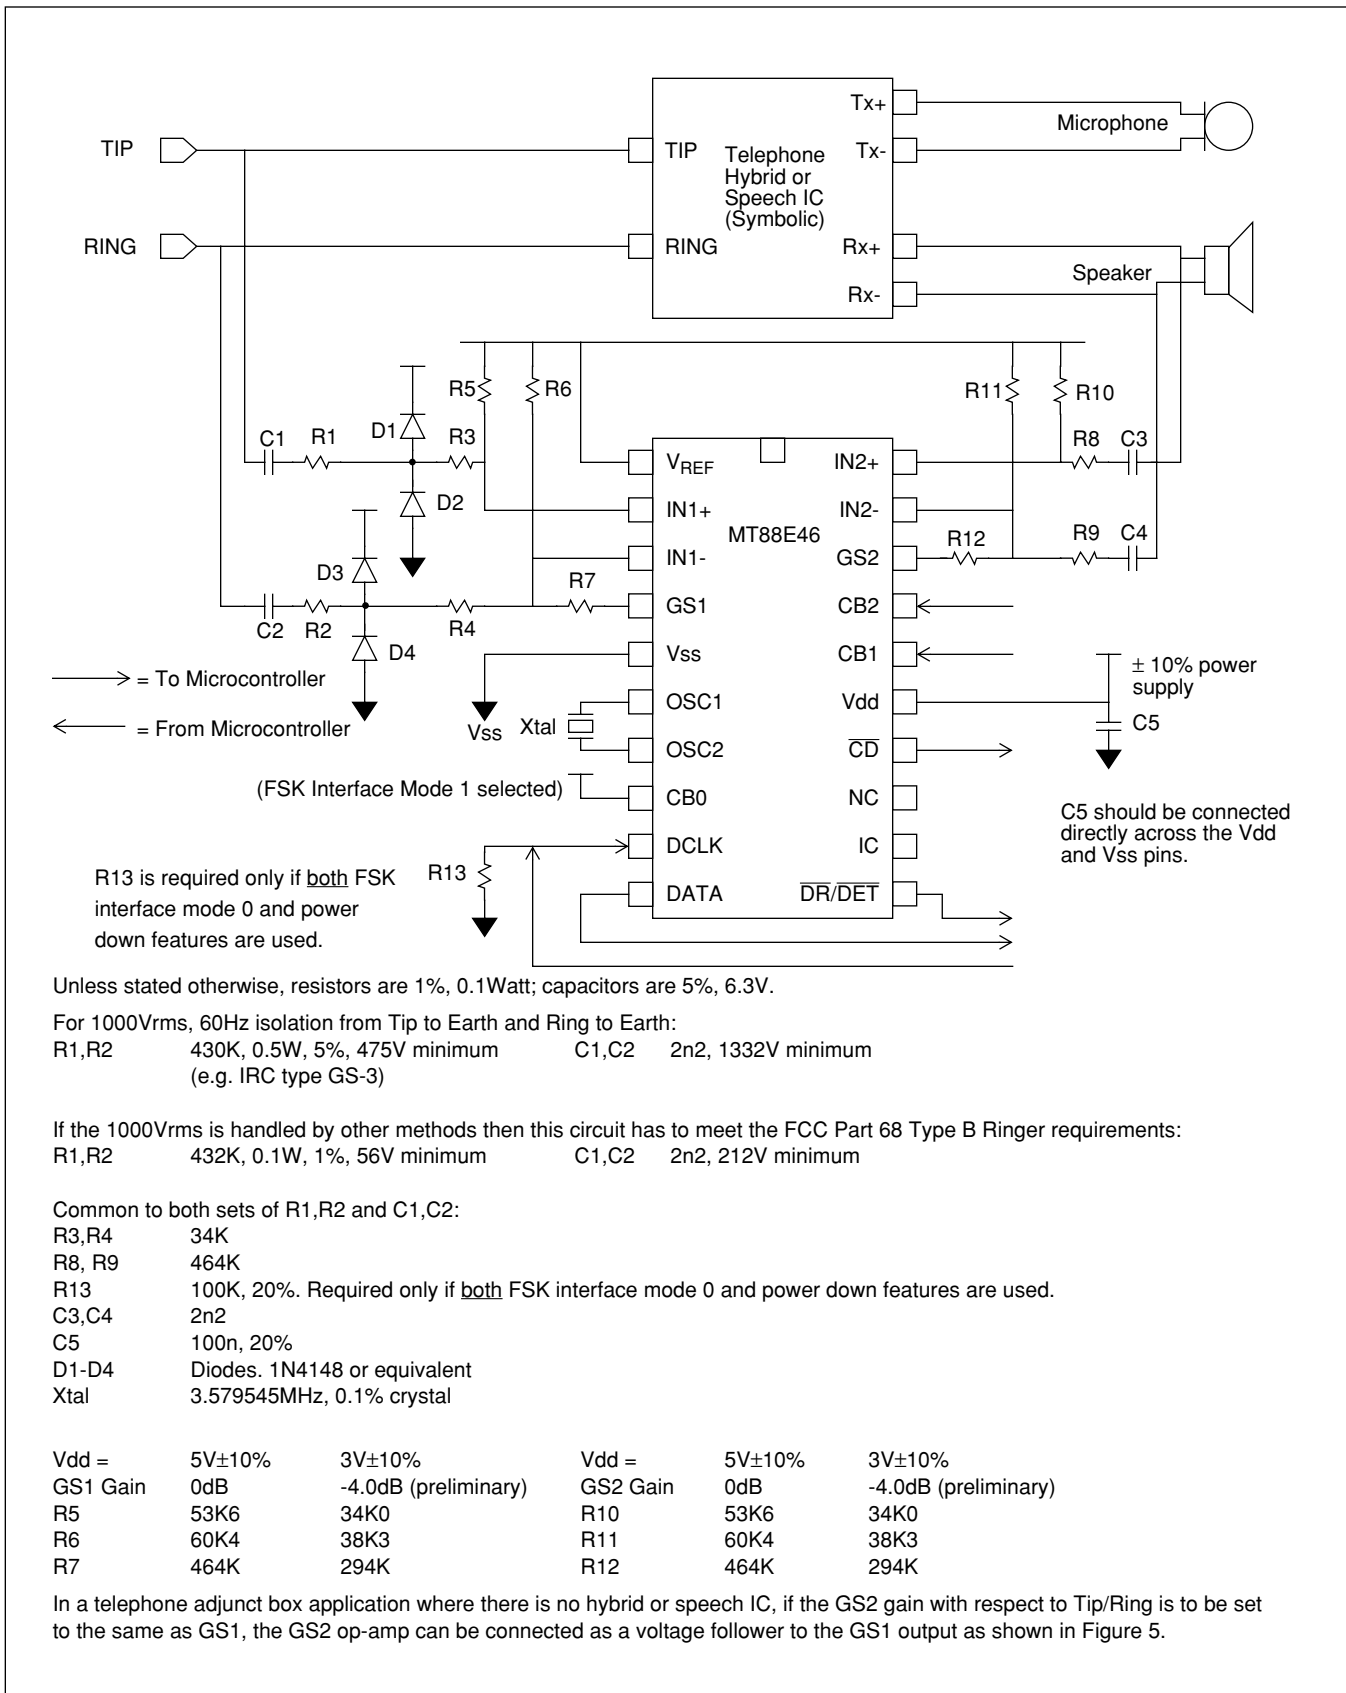 Tx+
Microphone
TIP
TIP
Telephone
Hybrid or
Speech IC
(Symbolic)
Tx-
RING
RING
Rx+
Speaker
Rx-
R5
R6
R11
R10
C1
R1
D1
R3
R8
C3
VREF
IN2+
D2
IN1+
IN2-
MT88E46
R12
R9
C4
D3
IN1-
GS2
R7
C2
R2
R4
GS1
CB2
D4
Vss
CB1
= To Microcontroller
± 10% power
supply
OSC1
Vdd
= From Microcontroller
Vss
Xtal
C5
OSC2
CD
(FSK Interface Mode 1 selected)
CB0
NC
C5 should be connected
directly across the Vdd
and Vss pins.
DCLK
IC
R13
R13 is required only if both FSK
interface mode 0 and power
down features are used.
DATA
DR/DET
Unless stated otherwise, resistors are 1%, 0.1Watt; capacitors are 5%, 6.3V.
For 1000Vrms, 60Hz isolation from Tip to Earth and Ring to Earth:
R1,R2 430K, 0.5W, 5%, 475V minimum C1,C2 2n2, 1332V minimum
(e.g. IRC type GS-3)
If the 1000Vrms is handled by other methods then this circuit has to meet the FCC Part 68 Type B Ringer requirements:
R1,R2 432K, 0.1W, 1%, 56V minimum C1,C2 2n2, 212V minimum
Common to both sets of R1,R2 and C1,C2:
R3,R4 34K
R8, R9 464K
R13 100K, 20%. Required only if both FSK interface mode 0 and power down features are used.
C3,C4 2n2
C5 100n, 20%
D1-D4 Diodes. 1N4148 or equivalent
Xtal 3.579545MHz, 0.1% crystal
Vdd = 5V±10% 3V±10% Vdd = 5V±10% 3V±10%
GS1 Gain 0dB -4.0dB (preliminary) GS2 Gain 0dB -4.0dB (preliminary)
R5 53K6 34K0 R10 53K6 34K0
R6 60K4 38K3 R11 60K4 38K3
R7 464K 294K R12 464K 294K
In a telephone adjunct box application where there is no hybrid or speech IC, if the GS2 gain with respect to Tip/Ring is to be set
to the same as GS1, the GS2 op-amp can be connected as a voltage follower to the GS1 output as shown in Figure 5.